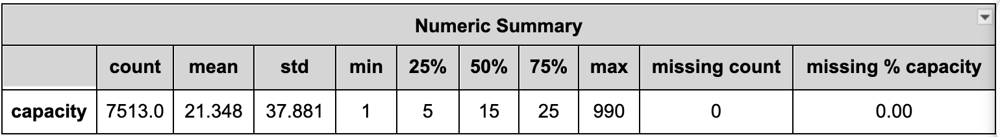 Numeric Summary
count mean std min 25% 50% 75% max missing count missing % capacity
capacity 7513.0 21.348 37.881 1 5 15 25 990 0 0.00